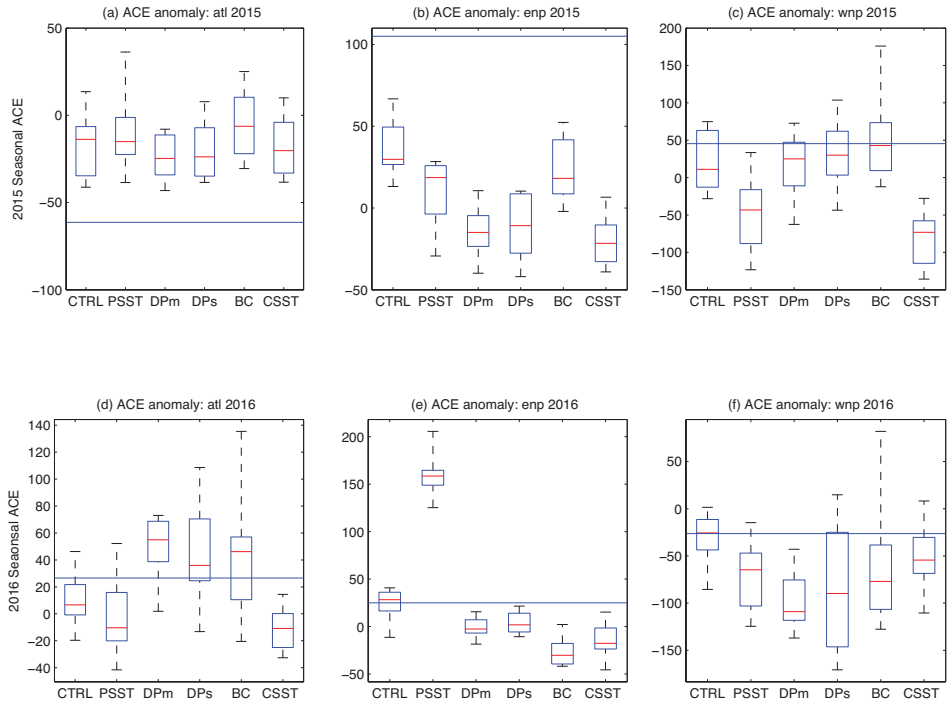 (a) ACE anomaly: atl 2015
(b) ACE anomaly: enp 2015
(c) ACE anomaly: wnp 2015
2015 Seasonal ACE
50
0
−50
−100
CTRL PSST DPm DPs BC CSST
100
50
0
−50
CTRL PSST DPm DPs BC CSST
200
150
100
50
0
−50
−100
−150
CTRL PSST DPm DPs BC CSST
(d) ACE anomaly: atl 2016
(e) ACE anomaly: enp 2016
(f) ACE anomaly: wnp 2016
2016 Seaonsal ACE
140
120
100
80
60
40
20
0
−20
−40
CTRL PSST DPm DPs BC CSST
200
150
100
50
0
−50
CTRL PSST DPm DPs BC CSST
50
0
−50
−100
−150
CTRL PSST DPm DPs BC CSST